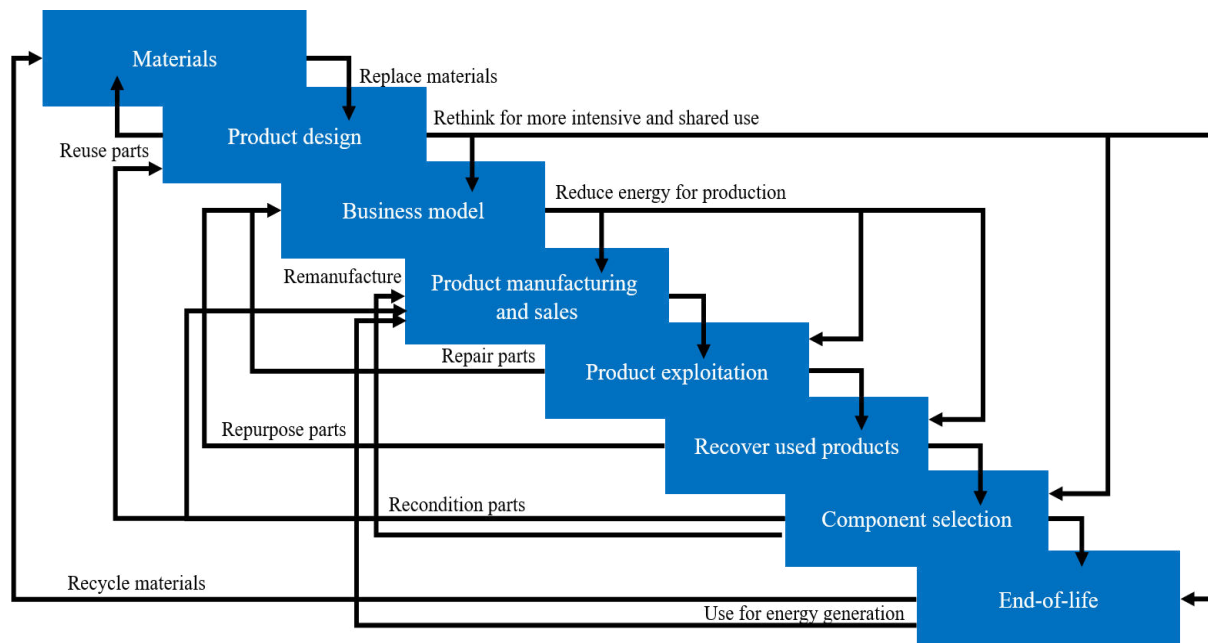 Materials
Replace materials
Rethink for more intensive and shared use
Product design
Reuse parts
Reduce energy for production
Business model
Remanufacture
Product manufacturing
and sales
Repair parts
Product exploitation
Repurpose parts
Recover used products
Recondition parts
Component selection
Recycle materials
End-of-life
Use for energy generation